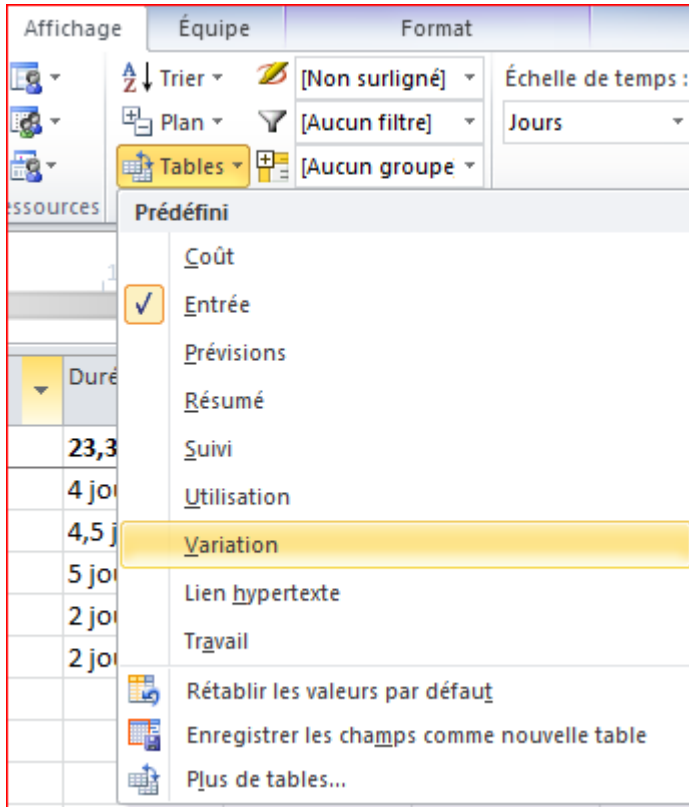 Affichage Équipe Format
Trier [Non surligné] Échelle de temps :
Plan [Aucun filtre] Jours
Tables [Aucun groupe
Prédéfini
Coût
Entrée
Prévisions
Résumé
Suivi
Utilisation
Variation
Lien hypertexte
Travail
Rétablir les valeurs par défaut
Enregistrer les champs comme nouvelle table
Plus de tables...
ssources
Duré
23,3
4 jou
4,5 j
5 jou
2 jou
2 jou